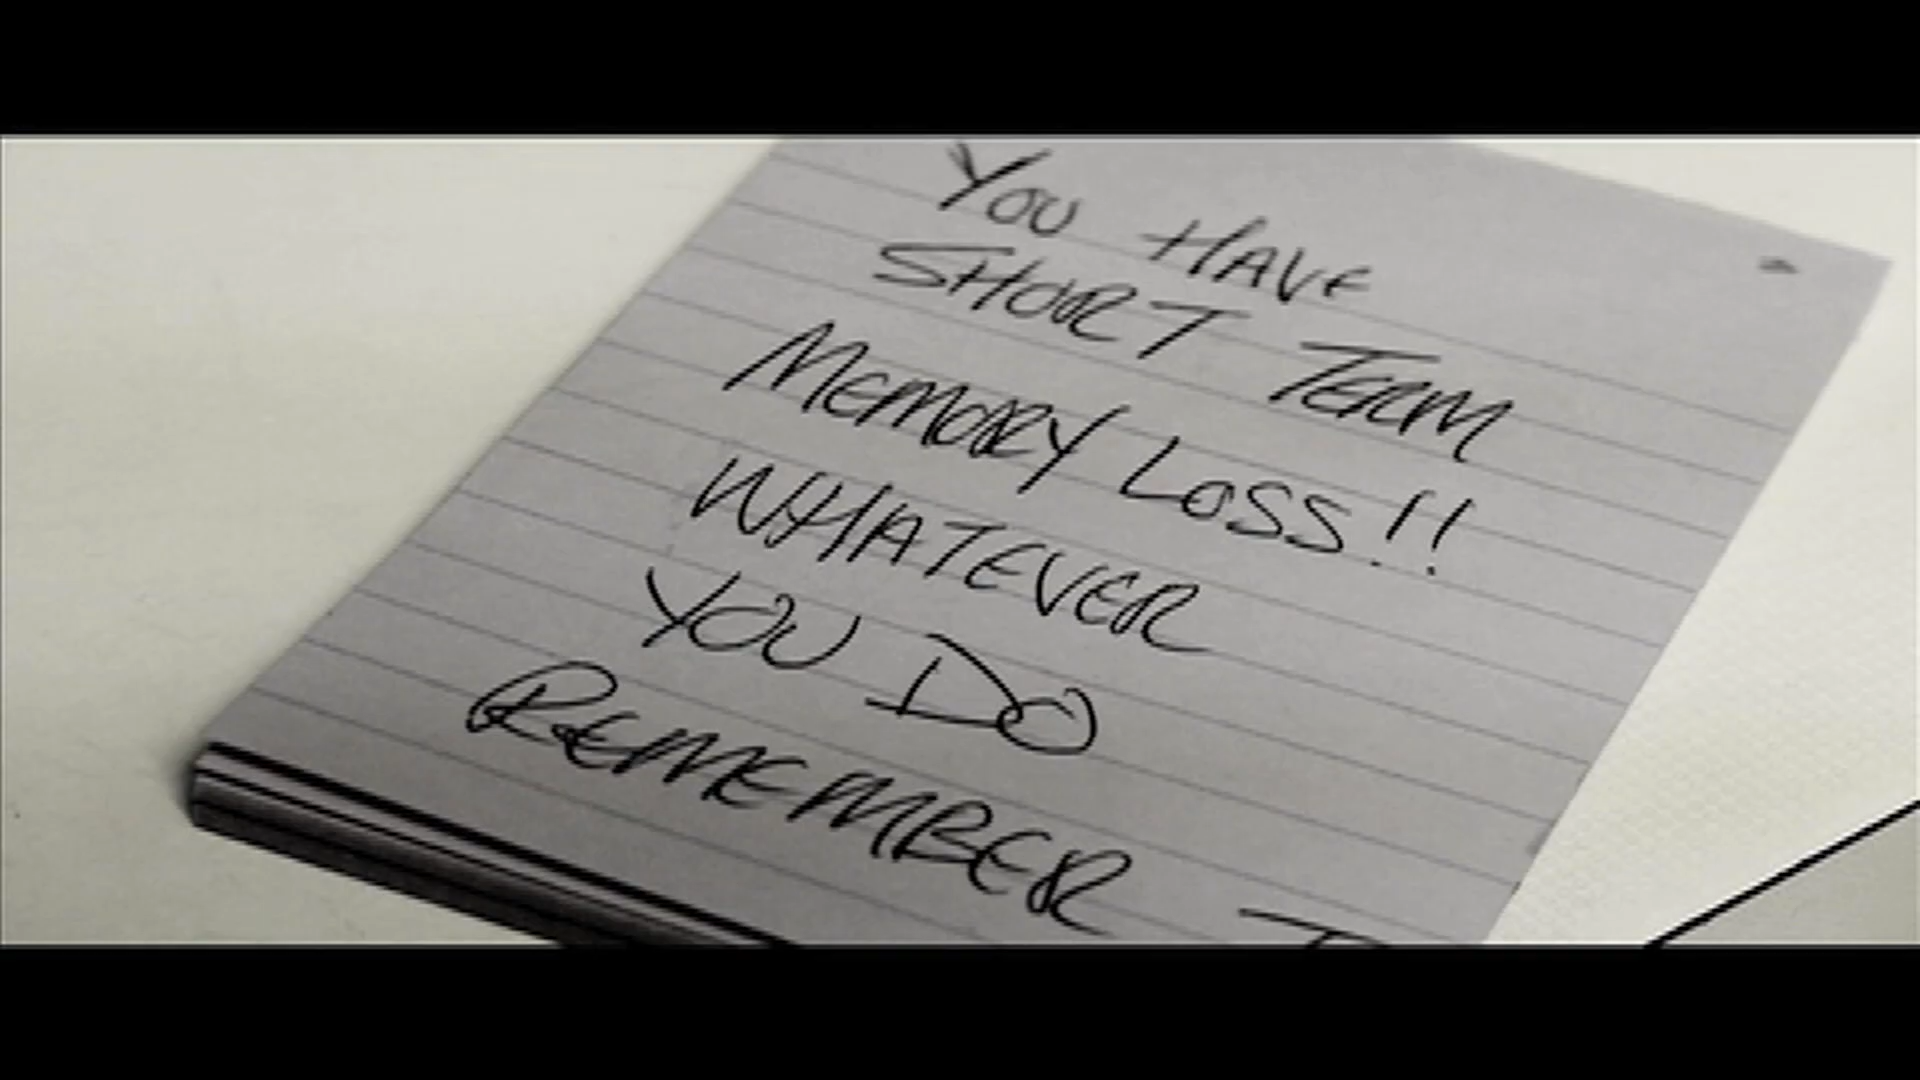 You HAVE
SHORT TERM
MEMORY LOSS!!
WHATEVER
YOU DO
REMEMBER